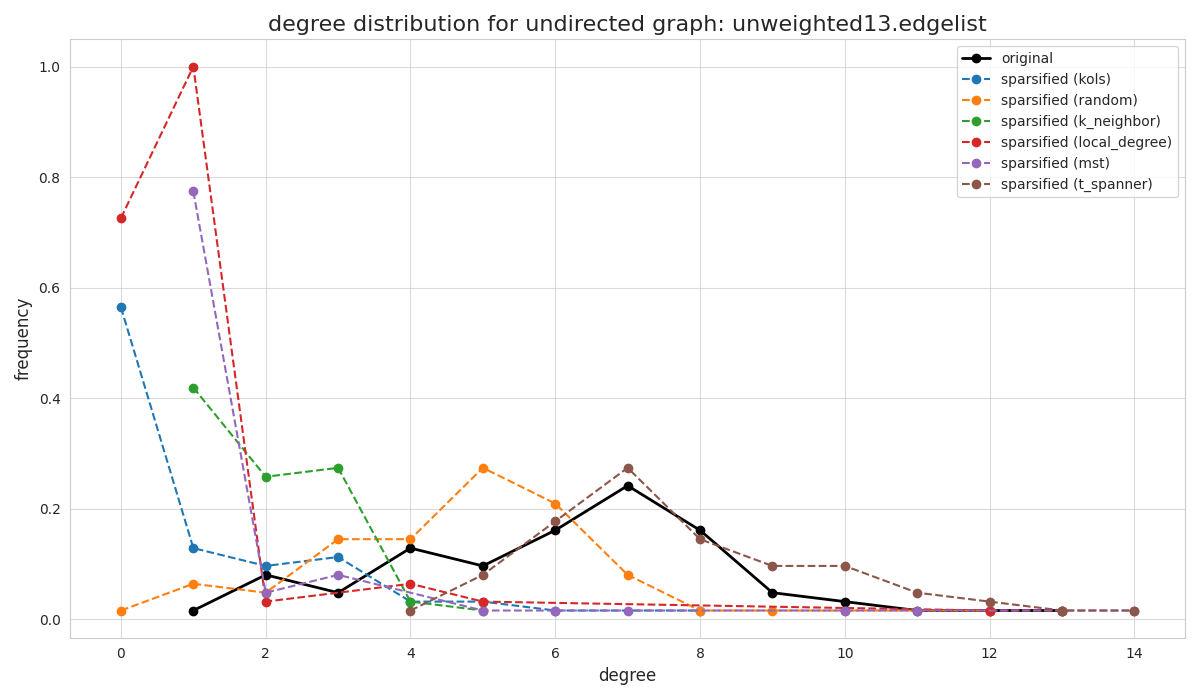 degree distribution for undirected graph: unweighted13.edgelist
original
sparsified (kols)
sparsified (random)
sparsified (k_neighbor)
sparsified (local_degree)
sparsified (mst)
sparsified (t_spanner)
frequency
1.0
0.8
0.6
0.4
0.2
0.0
0 2 4 6 8 10 12 14
degree